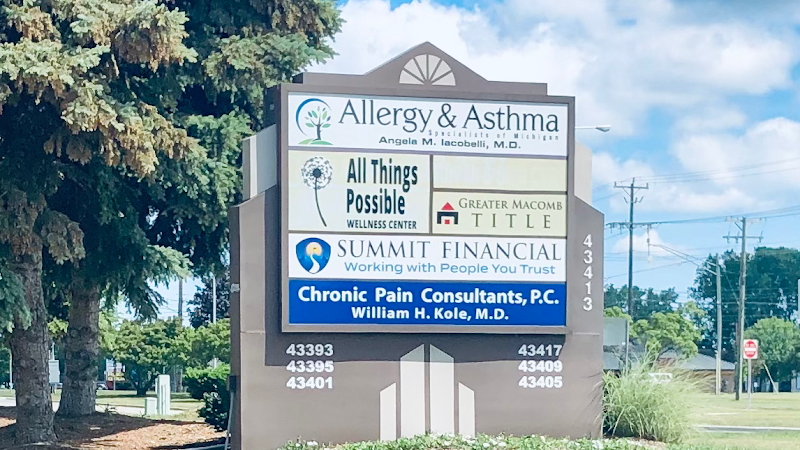 Allergy & Asthma
Specialists of Michigan
Angela M. Iacobelli, M.D.
All Things
Possible
WELLNESS CENTER
GREATER MACOMB
TITLE
SUMMIT FINANCIAL
Working with People You Trust
Chronic Pain Consultants, P.C.
William H. Kole, M.D.
43413
43393
43395
43401
43417
43409
43405